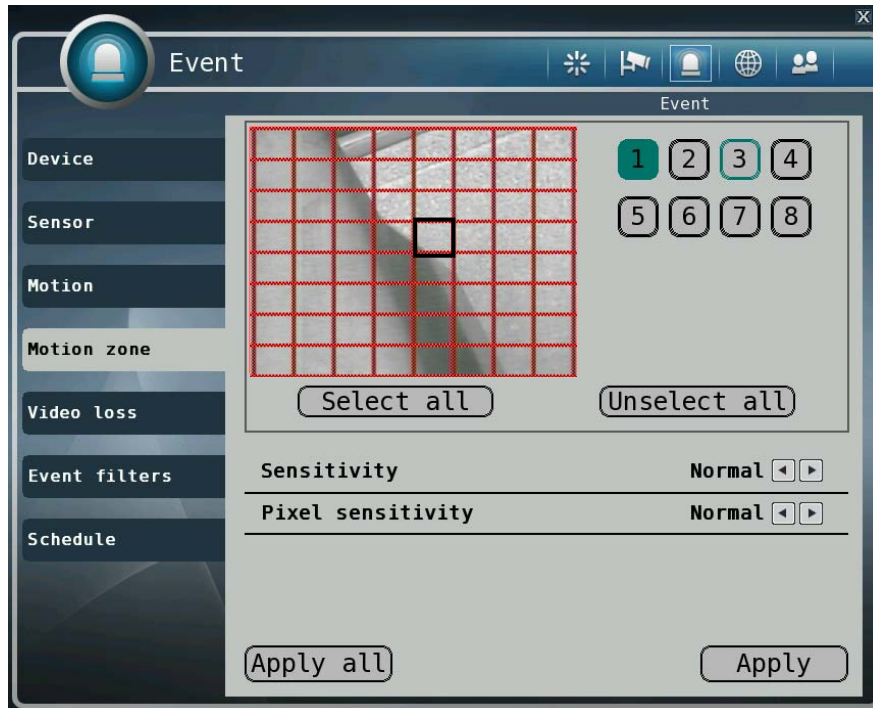 X
Event
Event
Device
Sensor
Motion
Motion zone
Video loss
Event filters
Schedule
1 2 3 4
5 6 7 8
Select all Unselect all
Sensitivity Normal
Pixel sensitivity Normal
Apply all Apply